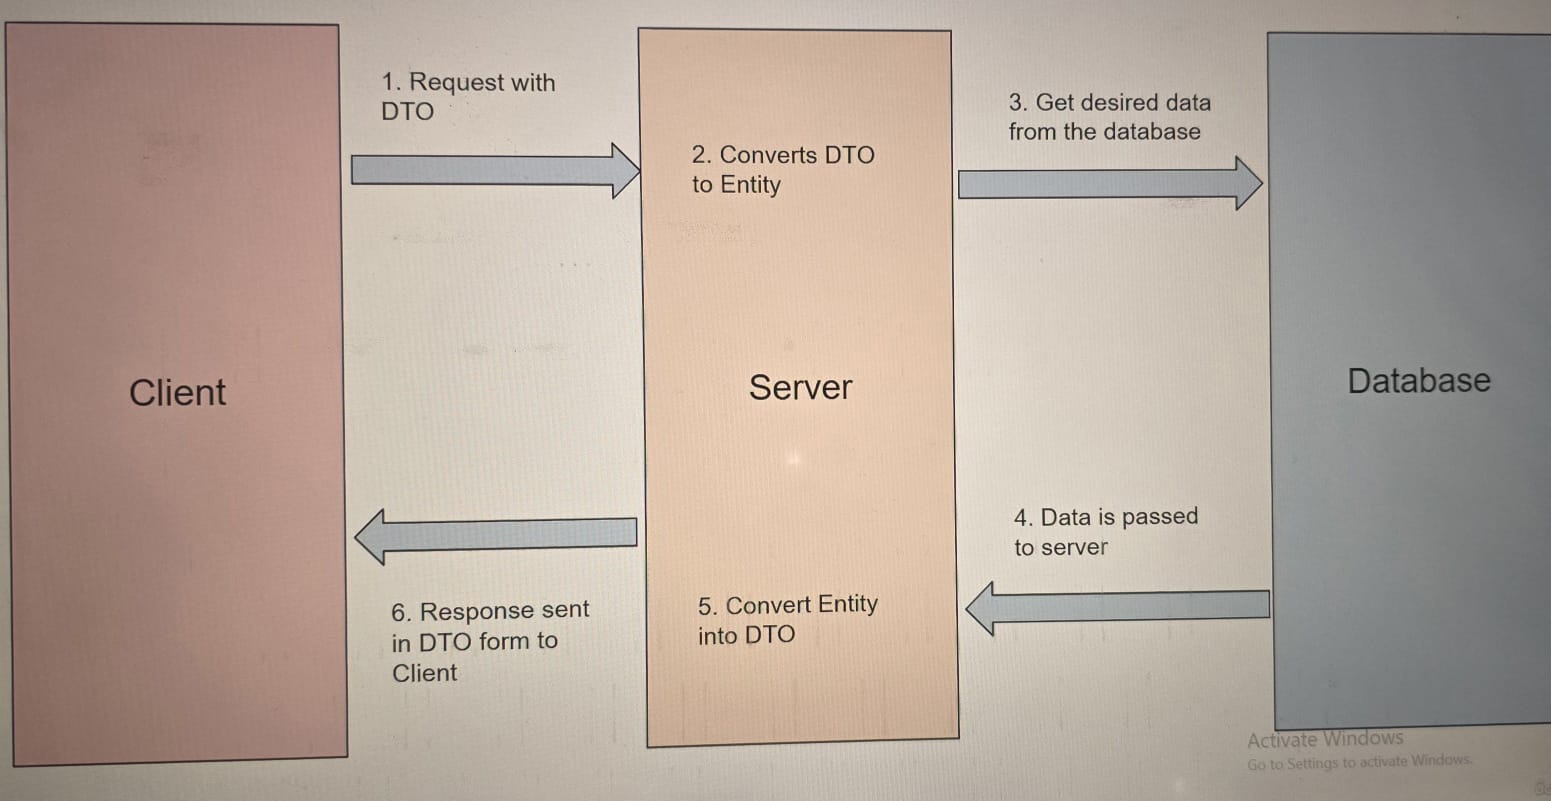 1. Request with
DTO
2. Converts DTO
to Entity
3. Get desired data
from the database
Client
Server
Database
4. Data is passed
to server
5. Convert Entity
into DTO
6. Response sent
in DTO form to
Client
Activate Windows
Go to Settings to activate Windows.